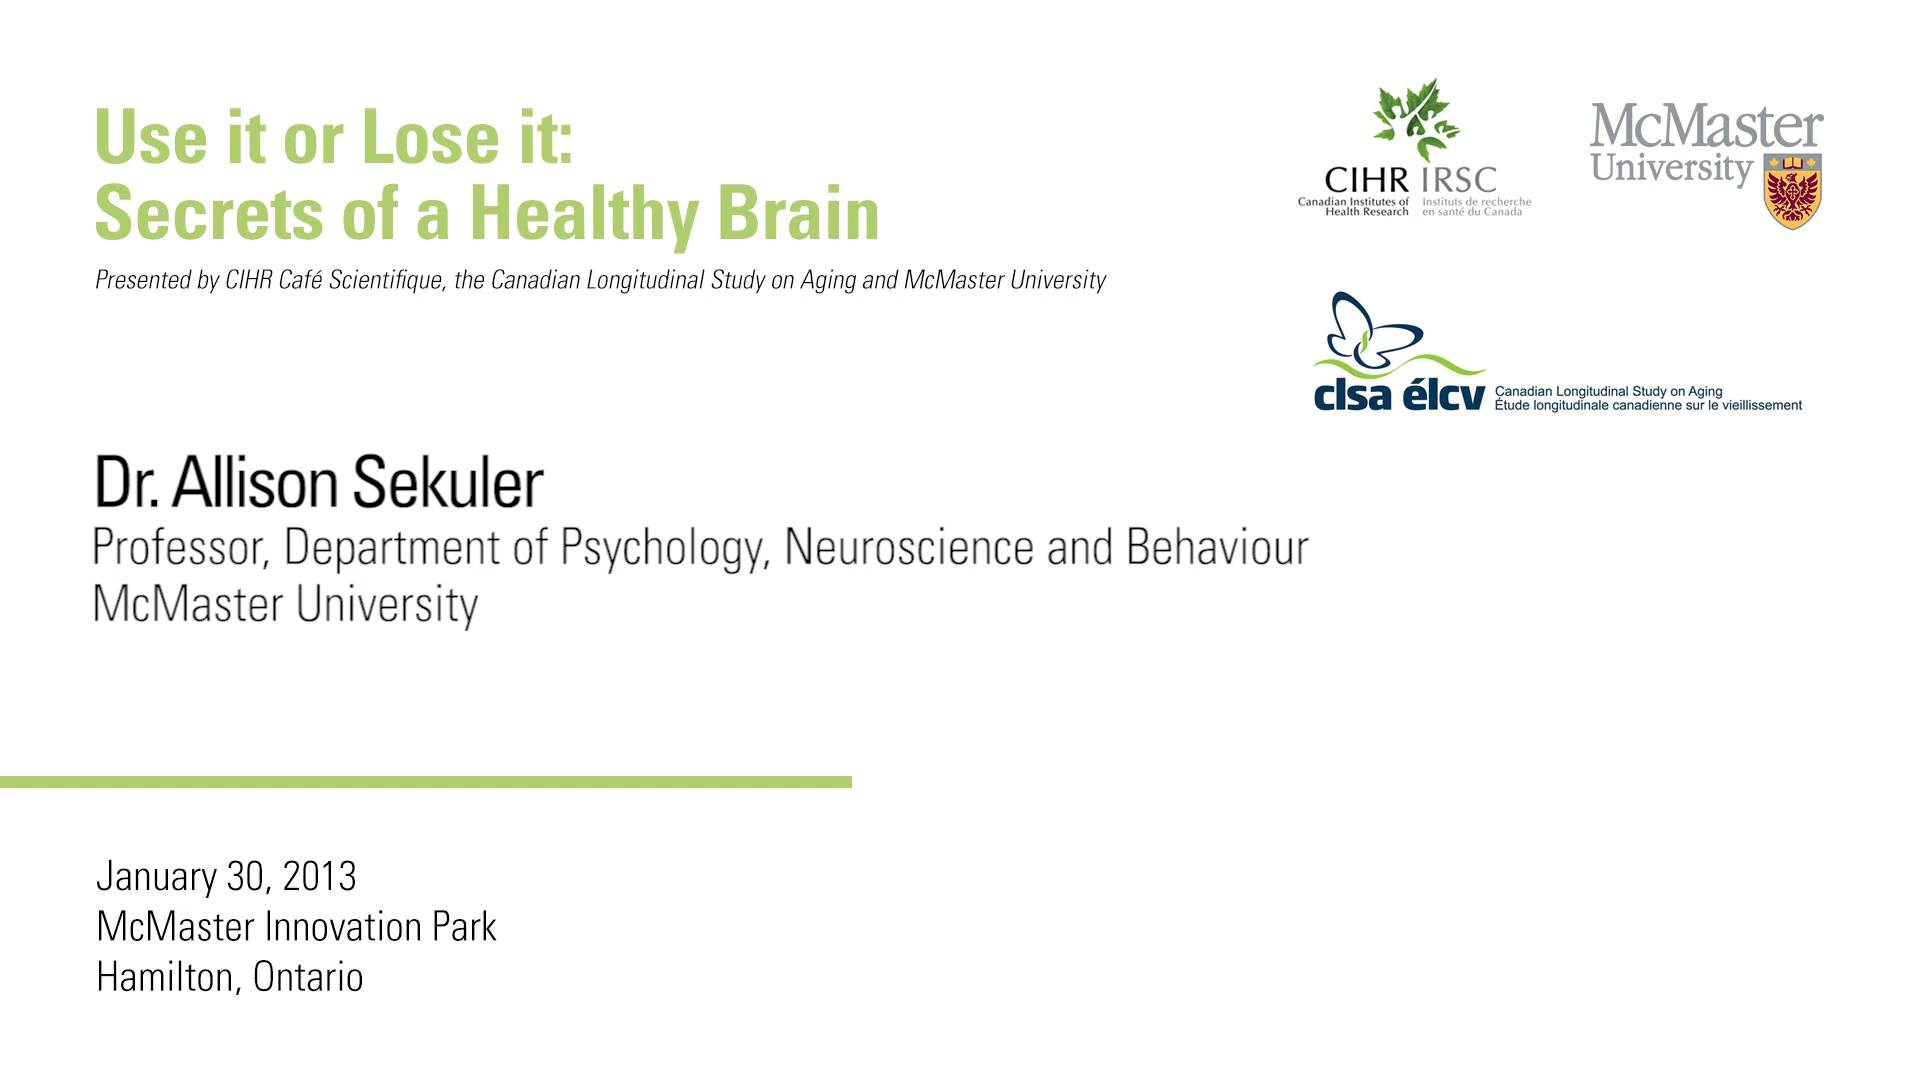 Use it or Lose it:
Secrets of a Healthy Brain
Presented by CIHR Café Scientifique, the Canadian Longitudinal Study on Aging and McMaster University
CIHR IRSC
Canadian Institutes of Instituts de recherche
Health Research en santé du Canada
McMaster
University
clsa élcv
Canadian Longitudinal Study on Aging
Étude longitudinale canadienne sur le vieillissement
Dr. Allison Sekuler
Professor, Department of Psychology, Neuroscience and Behaviour
McMaster University
January 30, 2013
McMaster Innovation Park
Hamilton, Ontario